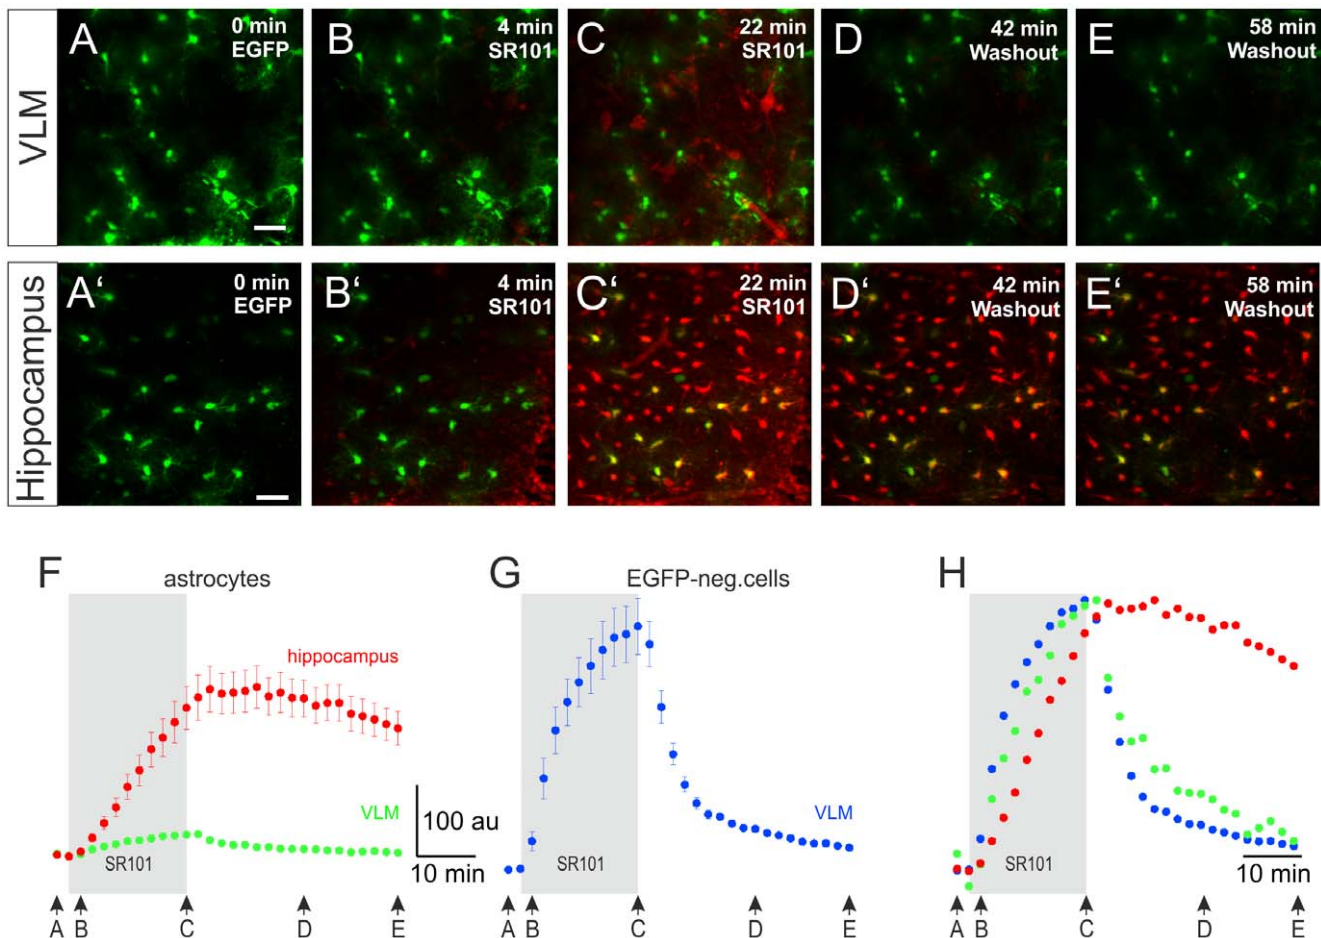 VLM
A
0 min
EGFP
B
4 min
SR101
C
22 min
SR101
D
42 min
Washout
E
58 min
Washout
Hippocampus
A‘
0 min
EGFP
B‘
4 min
SR101
C‘
22 min
SR101
D‘
42 min
Washout
E‘
58 min
Washout
F
astrocytes
hippocampus
VLM
SR101
100 au
10 min
A B C D E
G
EGFP-neg.cells
VLM
SR101
A B C D E
H
SR101
10 min
A B C D E